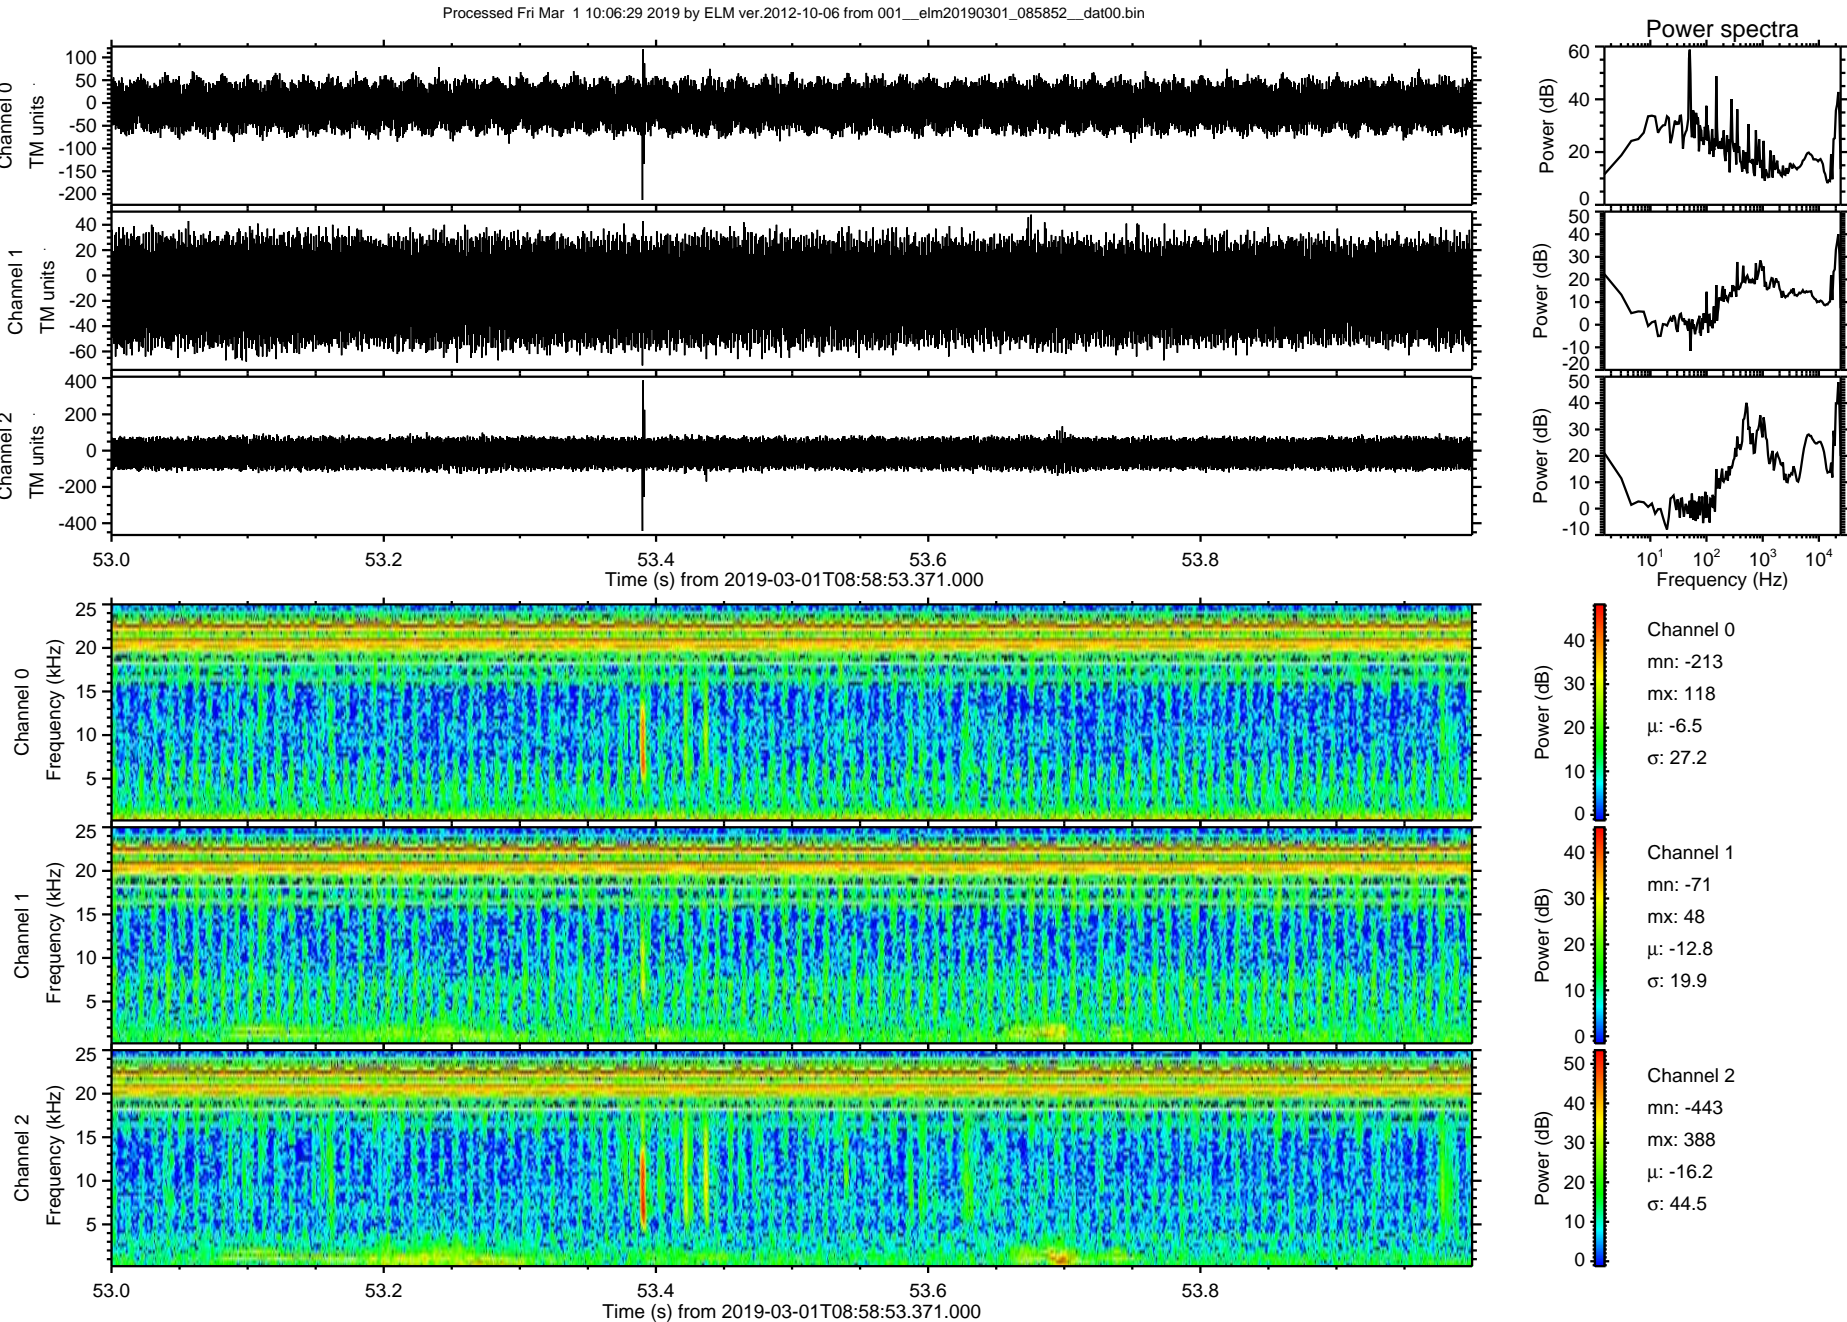 Processed Fri Mar  1 10:06:29 2019 by ELM ver.2012-10-06 from 001__elm20190301_085852__dat00.bin
Power spectra
Channel 0
TM units
100
50
0
-50
-100
-150
-200
Power (dB)
60
40
20
0
Channel 1
TM units
40
20
0
-20
-40
-60
Power (dB)
50
40
30
20
10
0
-10
-20
Channel 2
TM units
400
200
0
-200
-400
Power (dB)
50
40
30
20
10
0
-10
53.0 53.2 53.4 53.6 53.8
Time (s) from 2019-03-01T08:58:53.371.000
10^1 10^2 10^3 10^4
Frequency (Hz)
Channel 0
Frequency (kHz)
25
20
15
10
5
Power (dB)
40
30
20
10
0
Channel 0
mn: -213
mx: 118
μ: -6.5
σ: 27.2
Channel 1
Frequency (kHz)
25
20
15
10
5
Power (dB)
40
30
20
10
0
Channel 1
mn: -71
mx: 48
μ: -12.8
σ: 19.9
Channel 2
Frequency (kHz)
25
20
15
10
5
Power (dB)
50
40
30
20
10
0
Channel 2
mn: -443
mx: 388
μ: -16.2
σ: 44.5
53.0 53.2 53.4 53.6 53.8
Time (s) from 2019-03-01T08:58:53.371.000